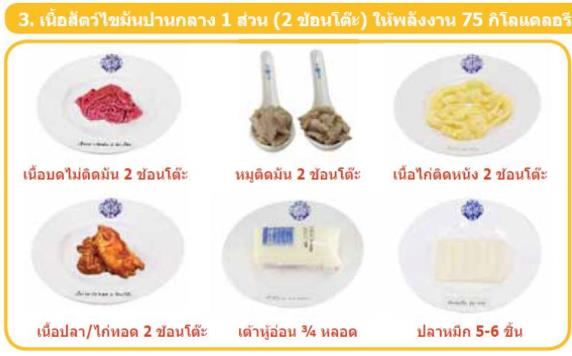 3. เนื้อสัตว์ไขมันปานกลาง 1 ส่วน (2 ช้อนโต๊ะ) ให้พลังงาน 75 กิโลแคลอรี
เนื้อบดไม่ติดมัน 2 ช้อนโต๊ะ
หมูติดมัน 2 ช้อนโต๊ะ
เนื้อไก่ติดหนัง 2 ช้อนโต๊ะ
เนื้อปลา/ไก่ทอด 2 ช้อนโต๊ะ
เต้าหู้อ่อน ¾ หลอด
ปลาหมึก 5-6 ชิ้น